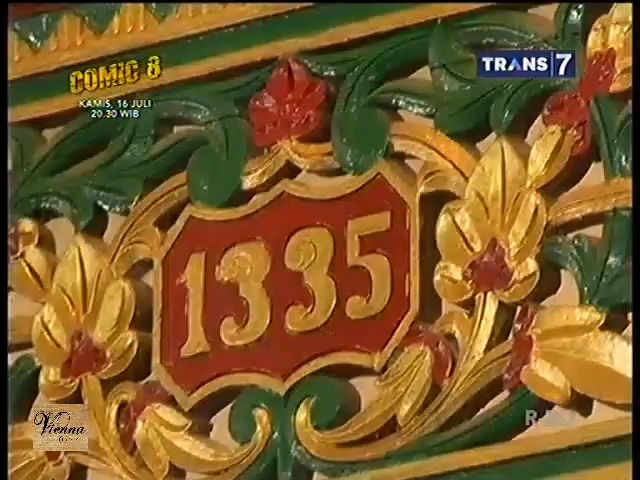 COMIC 8
KAMIS, 16 JULI
20.30 WIB
TRANS 7
1335
Vienna